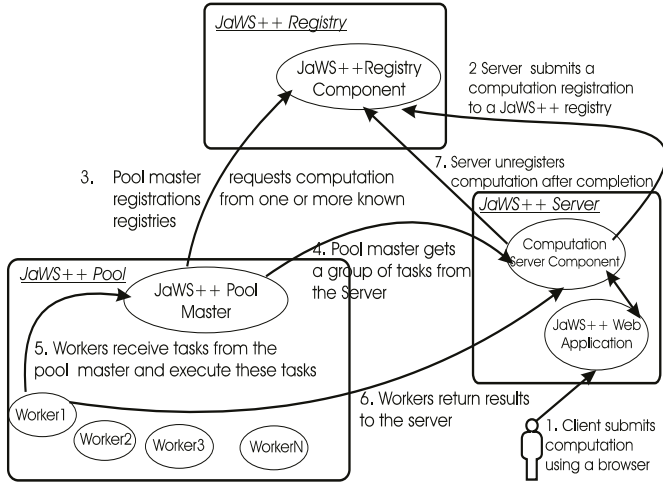 JaWS++ Registry
JaWS++Registry
Component
2 Server submits a
computation registration
to a JaWS++ registry
3. Pool master requests computation
registrations from one or more known
registries
7. Server unregisters
computation after completion
JaWS++ Server
Computation
Server Component
JaWS++ Web
Application
4. Pool master gets
a group of tasks from
the Server
JaWS++ Pool
JaWS++ Pool
Master
5. Workers receive tasks from the
pool master and execute these tasks
6. Workers return results
to the server
Worker1
Worker2
Worker3
WorkerN
1. Client submits
computation
using a browser